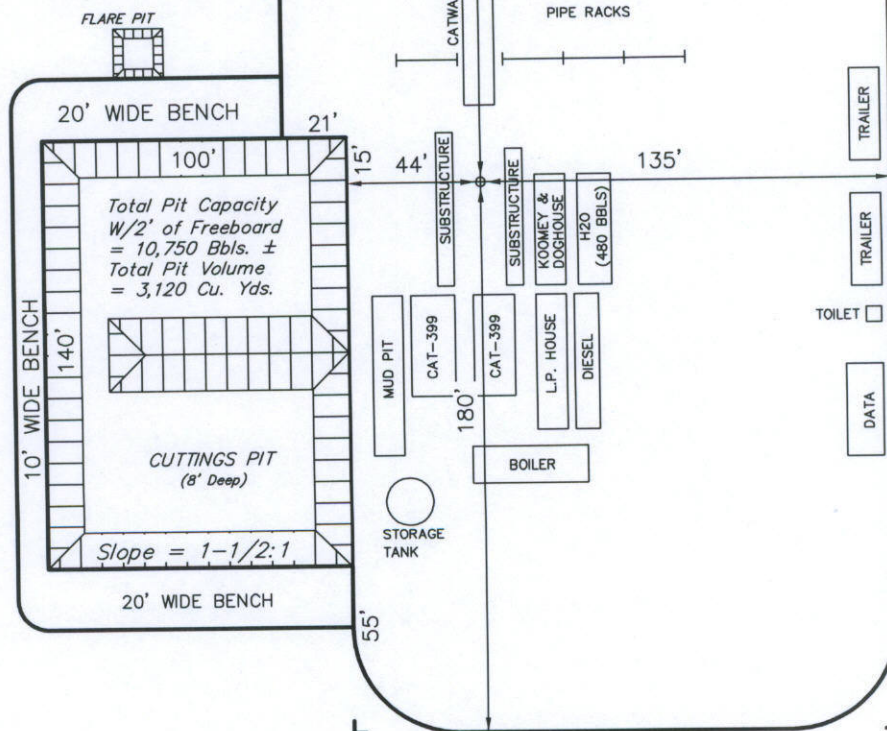 FLARE PIT
PIPE RACKS
20' WIDE BENCH
21'
100'
15'
44'
135'
SUBSTRUCTURE
SUBSTRUCTURE
KOOMEY &
DOGHOUSE
H2O
(480 BBLS)
TRAILER
TRAILER
Total Pit Capacity
W/2' of Freeboard
= 10,750 Bbls. ±
Total Pit Volume
= 3,120 Cu. Yds.
10' WIDE BENCH
140'
MUD PIT
CAT-399
CAT-399
L.P. HOUSE
DIESEL
TOILET
DATA
180'
CUTTINGS PIT
(8' Deep)
BOILER
STORAGE
TANK
Slope = 1-1/2:1
20' WIDE BENCH
55'